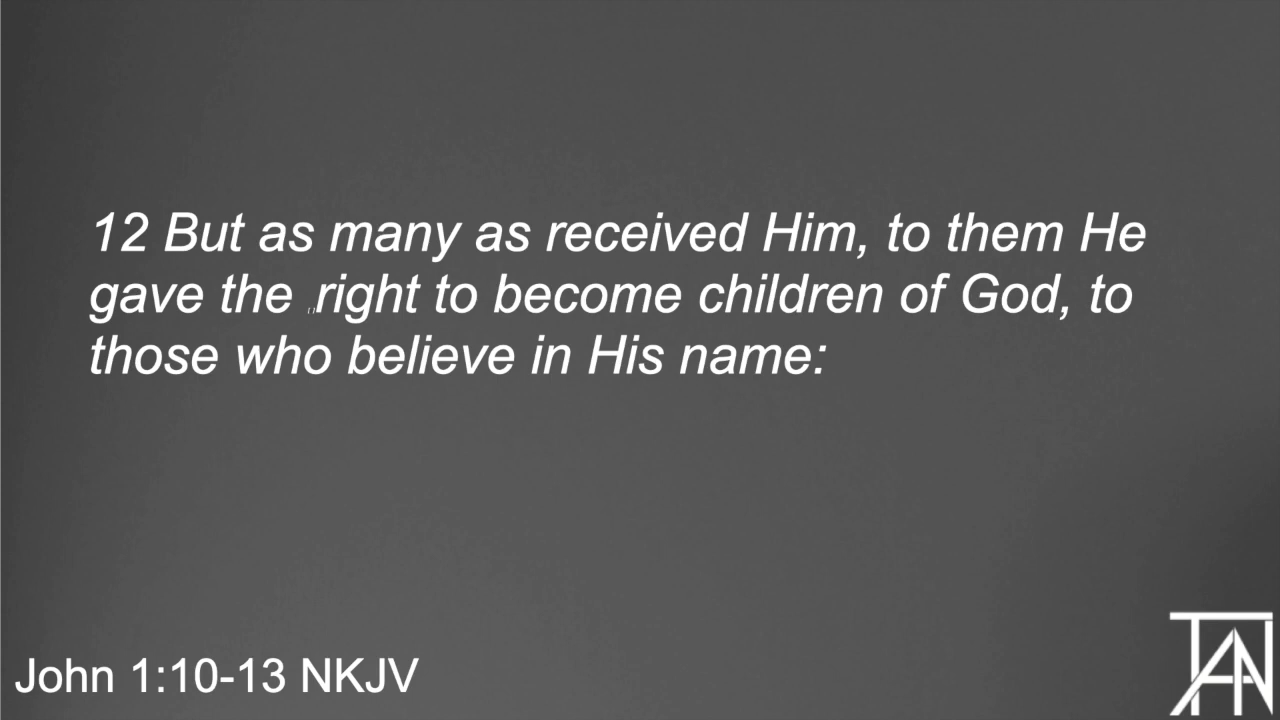 12 But as many as received Him, to them He
gave the right to become children of God, to
those who believe in His name:
John 1:10-13 NKJV